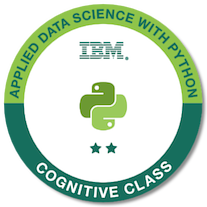 APPLIED DATA SCIENCE WITH PYTHON
IBM®
COGNITIVE CLASS